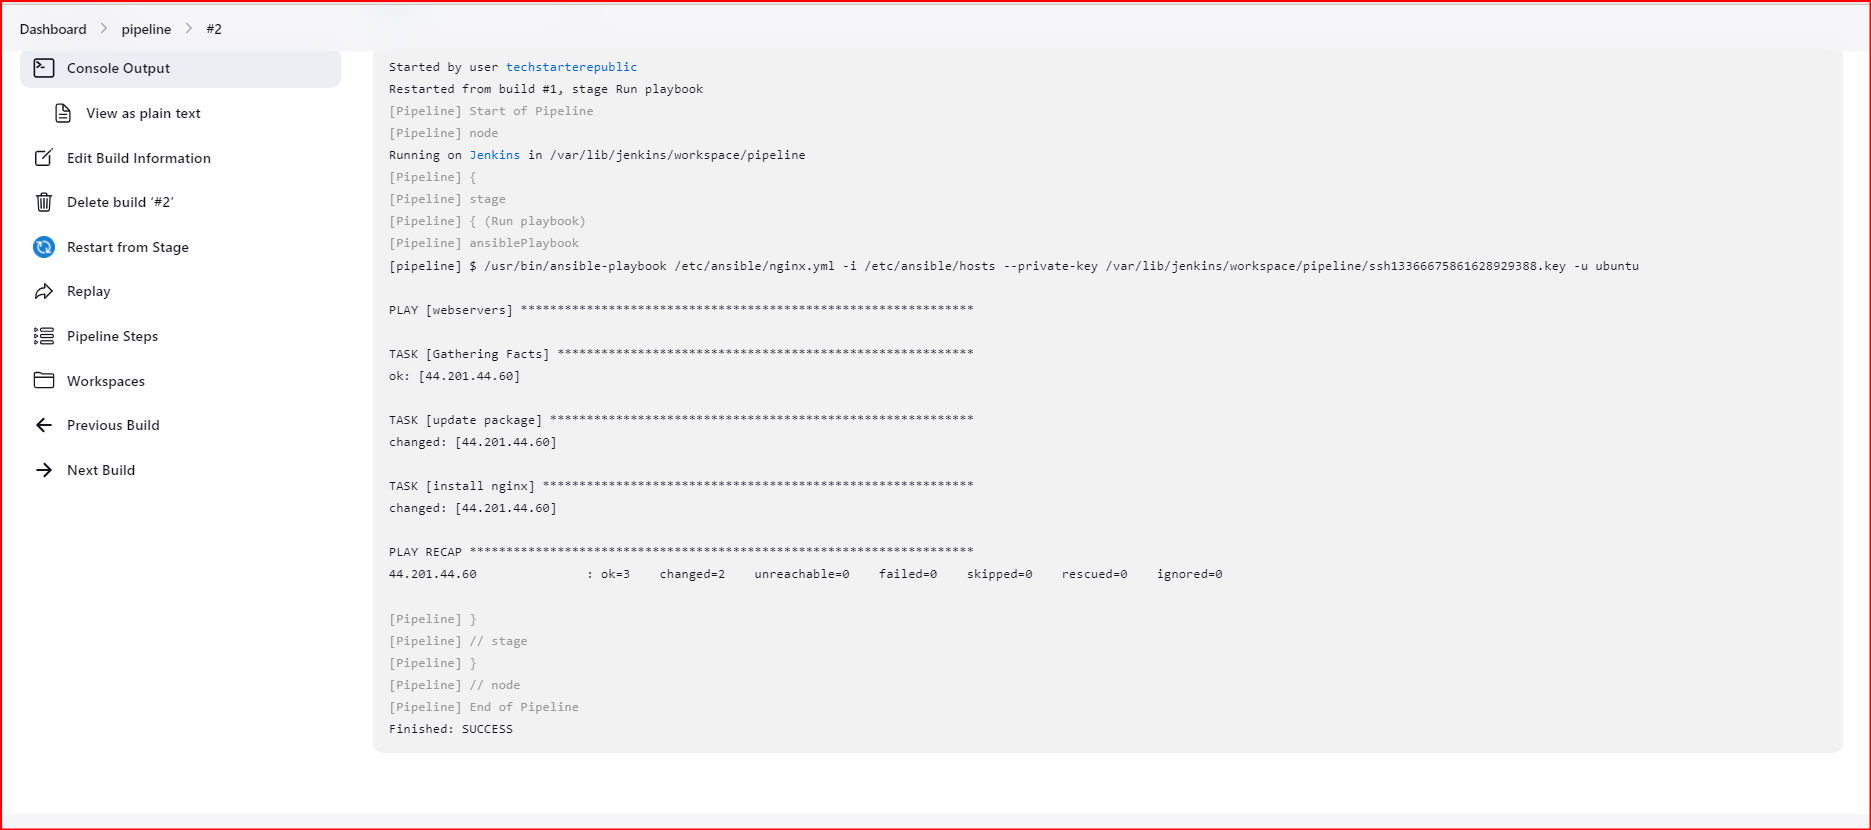 Dashboard > pipeline > #2
Console Output
View as plain text
Edit Build Information
Delete build ‘#2’
Restart from Stage
Replay
Pipeline Steps
Workspaces
Previous Build
Next Build
Started by user techstarterepublic
Restarted from build #1, stage Run playbook
[Pipeline] Start of Pipeline
[Pipeline] node
Running on Jenkins in /var/lib/jenkins/workspace/pipeline
[Pipeline] {
[Pipeline] stage
[Pipeline] { (Run playbook)
[Pipeline] ansiblePlaybook
[pipeline] $ /usr/bin/ansible-playbook /etc/ansible/nginx.yml -i /etc/ansible/hosts --private-key /var/lib/jenkins/workspace/pipeline/ssh13366675861628929388.key -u ubuntu
PLAY [webservers] **************************************************************
TASK [Gathering Facts] *********************************************************
ok: [44.201.44.60]
TASK [update package] **********************************************************
changed: [44.201.44.60]
TASK [install nginx] ***********************************************************
changed: [44.201.44.60]
PLAY RECAP *********************************************************************
44.201.44.60               : ok=3    changed=2    unreachable=0    failed=0    skipped=0    rescued=0    ignored=0
[Pipeline] }
[Pipeline] // stage
[Pipeline] }
[Pipeline] // node
[Pipeline] End of Pipeline
Finished: SUCCESS